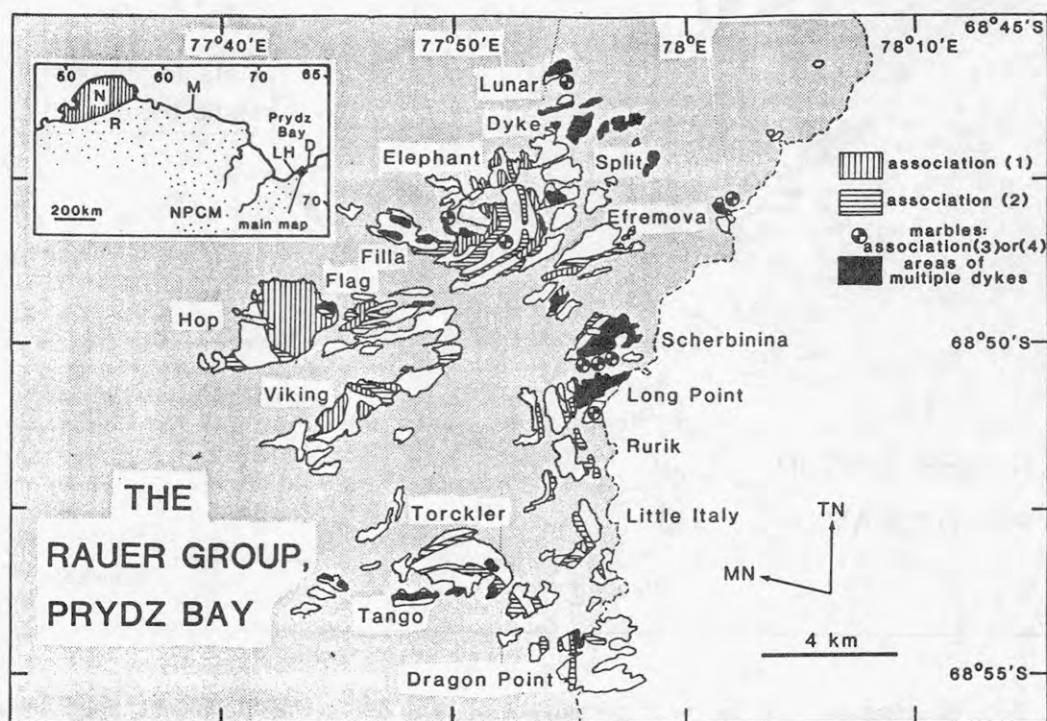 77°40'E
77°50'E
78°E
78°10'E
68°45'S
50
60
70
65
N
M
R
Prydz
Bay
LH
D
70
NPCM
main map
200km
Lunar
Dyke
Elephant
Split
Efremova
Filla
Flag
Hop
Viking
Scherbinina
68°50'S
Long Point
Rurik
Little Italy
Torckler
Tango
Dragon Point
association (1)
association (2)
marbles:
association(3)or(4)
areas of
multiple dykes
THE
RAUER GROUP,
PRYDZ BAY
TN
MN
4 km
68°55'S